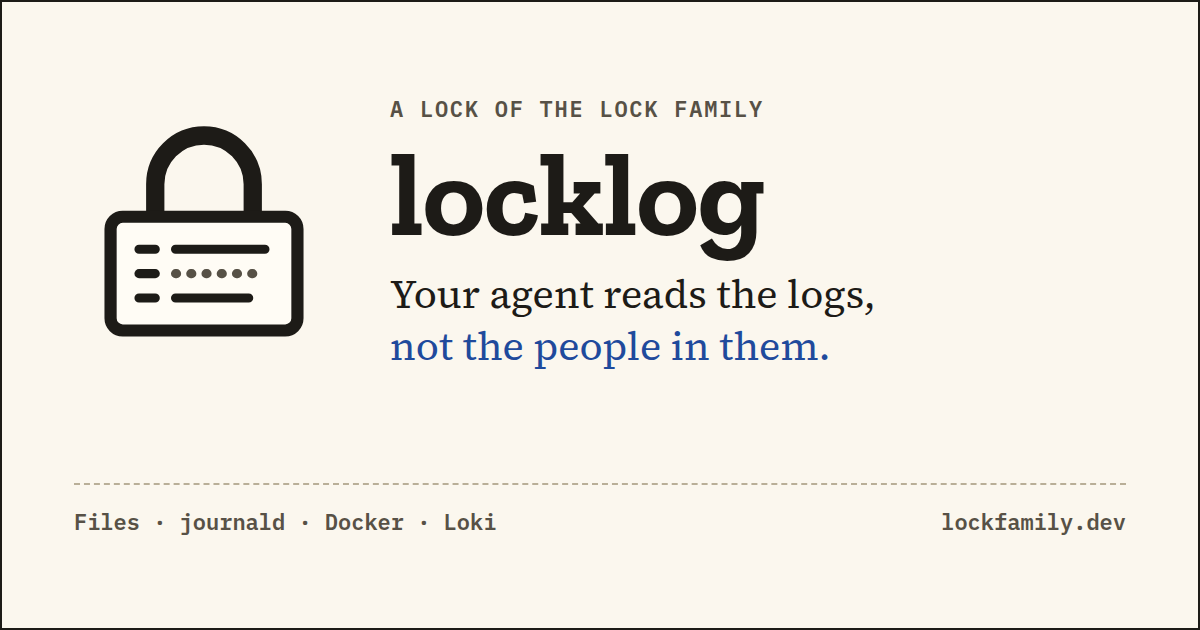 A LOCK OF THE LOCK FAMILY
locklog
Your agent reads the logs,
not the people in them.
Files · journald · Docker · Loki
lockfamily.dev